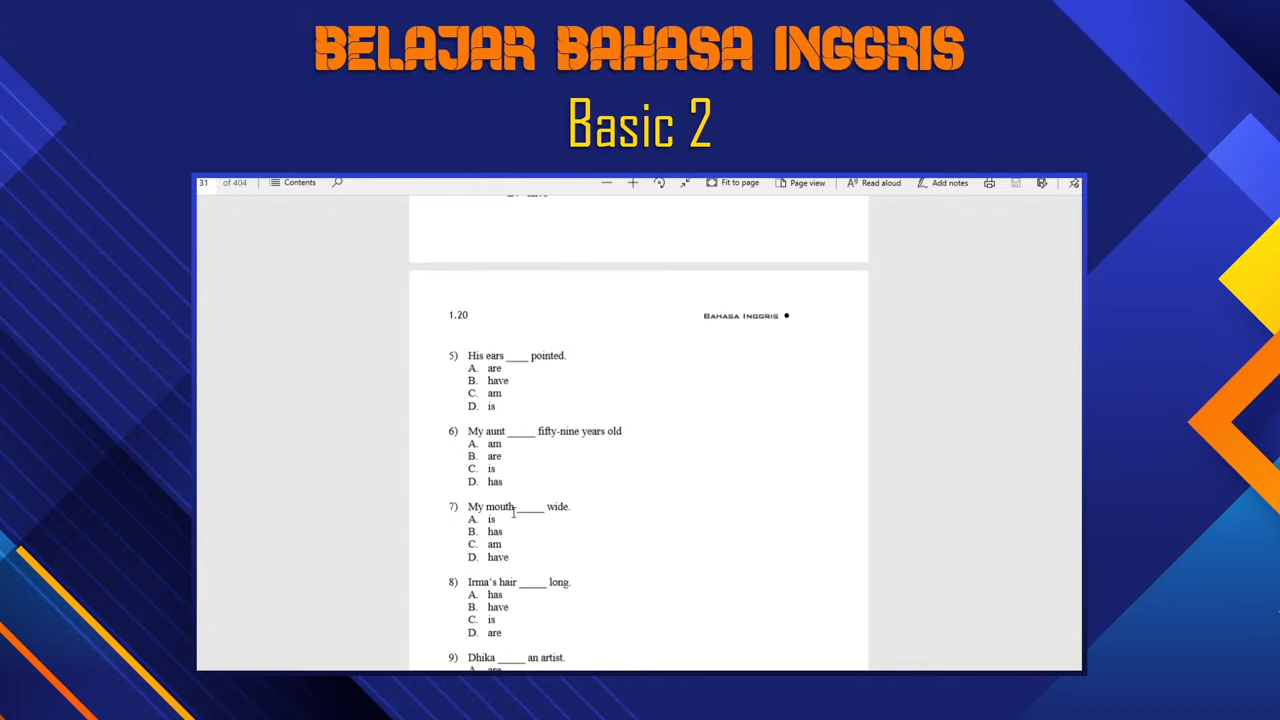 BELAJAR BAHASA INGGRIS
Basic 2
31 of 404 Contents Fit to page Page view Read aloud Add notes
1.20 BAHASA INGGRIS ●
5) His ears ____ pointed.
A. are
B. have
C. am
D. is
6) My aunt _____ fifty-nine years old
A. am
B. are
C. is
D. has
7) My mouth _____ wide.
A. is
B. has
C. am
D. have
8) Irma's hair _____ long.
A. has
B. have
C. is
D. are
9) Dhika _____ an artist.